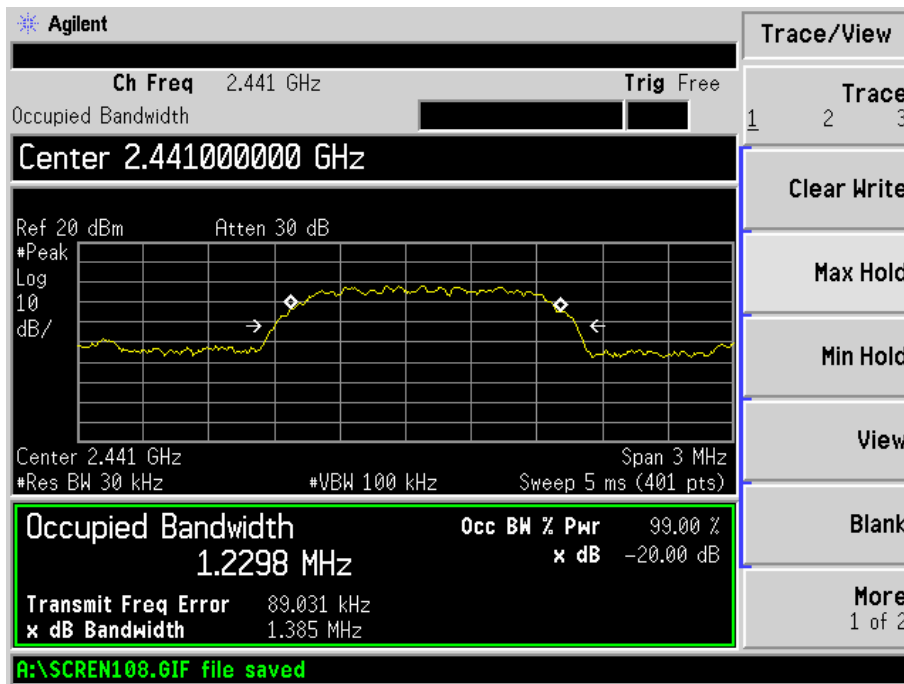 Agilent
Trace/View
Ch Freq 2.441 GHz Trig Free
Occupied Bandwidth
Trace
1 2 3
Center 2.441000000 GHz
Clear Write
Ref 20 dBm Atten 30 dB
#Peak
Log
10
dB/
Max Hold
Min Hold
View
Center 2.441 GHz Span 3 MHz
#Res BW 30 kHz #VBW 100 kHz Sweep 5 ms (401 pts)
Occupied Bandwidth Occ BW % Pwr 99.00 %
1.2298 MHz x dB -20.00 dB
Blank
Transmit Freq Error 89.031 kHz
x dB Bandwidth 1.385 MHz
More
1 of 2
A:\SCREN108.GIF file saved